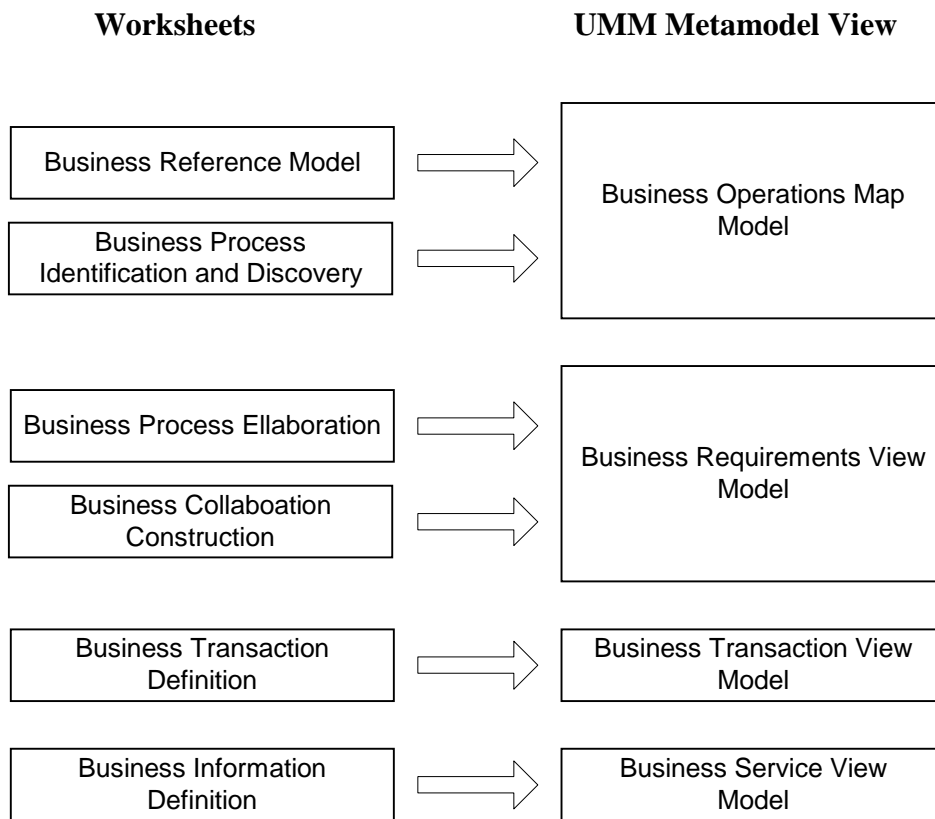 Worksheets
UMM Metamodel View
Business Reference Model
Business Process
Identification and Discovery
Business Operations Map
Model
Business Process Ellaboration
Business Collaboation
Construction
Business Requirements View
Model
Business Transaction
Definition
Business Transaction View
Model
Business Information
Definition
Business Service View
Model